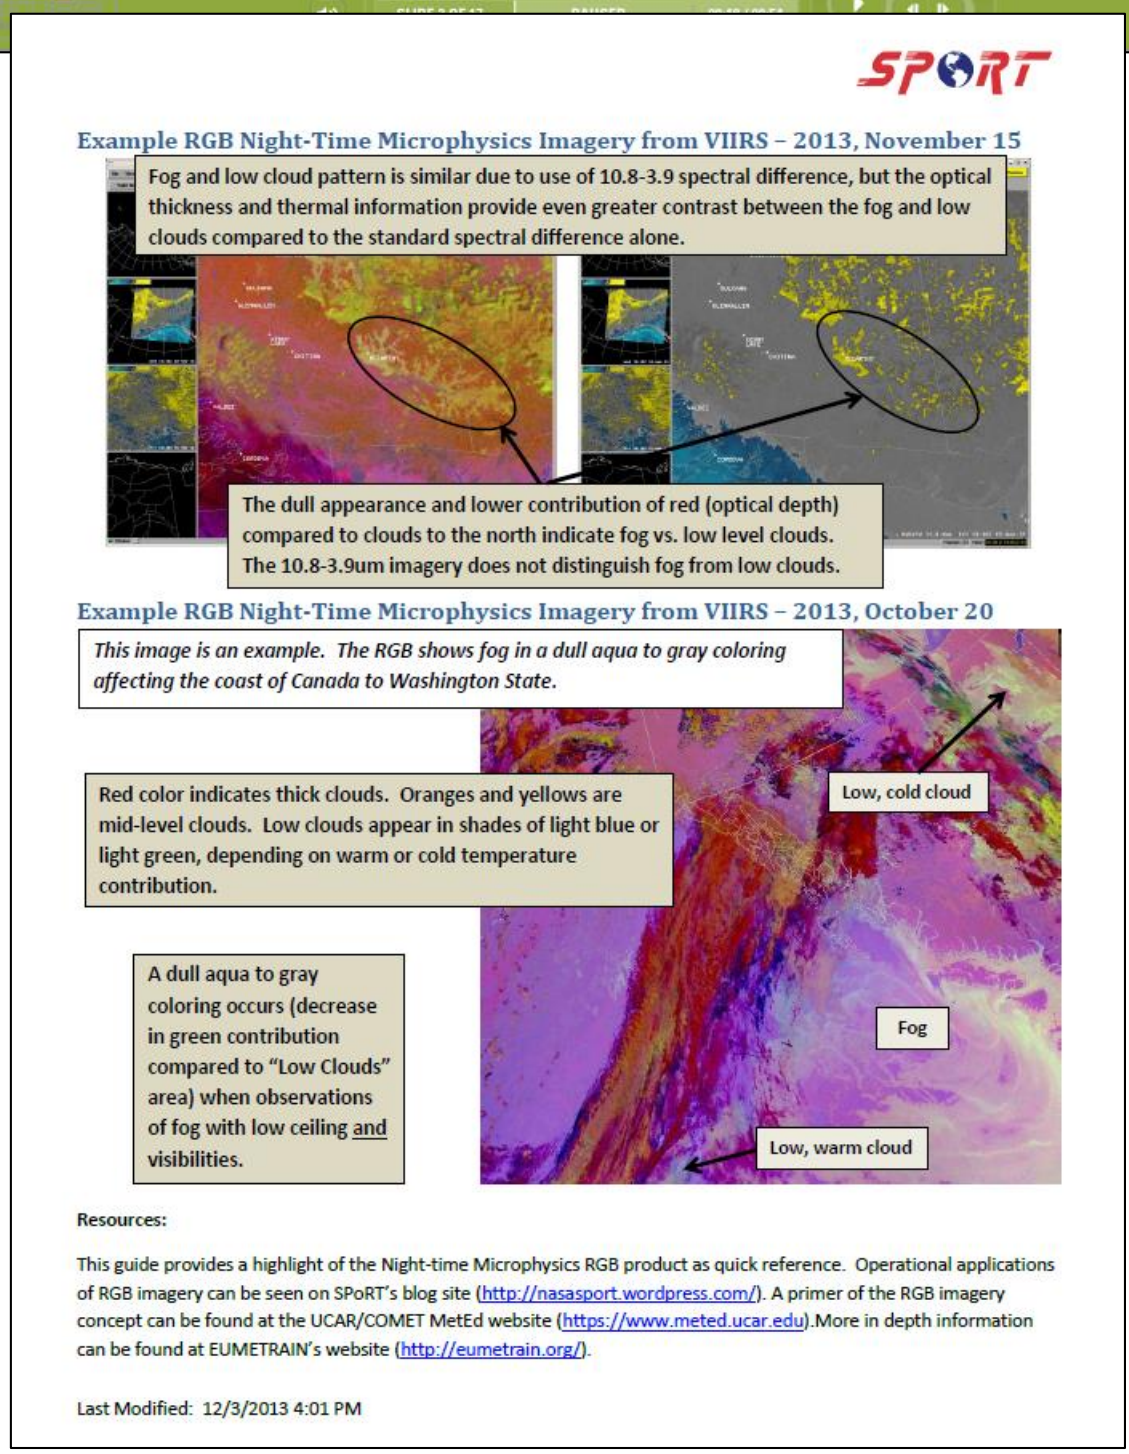 SPORT
Example RGB Night-Time Microphysics Imagery from VIIRS – 2013, November 15
Fog and low cloud pattern is similar due to use of 10.8-3.9 spectral difference, but the optical
thickness and thermal information provide even greater contrast between the fog and low
clouds compared to the standard spectral difference alone.
The dull appearance and lower contribution of red (optical depth)
compared to clouds to the north indicate fog vs. low level clouds.
The 10.8-3.9um imagery does not distinguish fog from low clouds.
Example RGB Night-Time Microphysics Imagery from VIIRS – 2013, October 20
This image is an example.  The RGB shows fog in a dull aqua to gray coloring
affecting the coast of Canada to Washington State.
Low, cold cloud
Red color indicates thick clouds.  Oranges and yellows are
mid-level clouds.  Low clouds appear in shades of light blue or
light green, depending on warm or cold temperature
contribution.
A dull aqua to gray
coloring occurs (decrease
in green contribution
compared to “Low Clouds”
area) when observations
of fog with low ceiling and
visibilities.
Fog
Low, warm cloud
Resources:
This guide provides a highlight of the Night-time Microphysics RGB product as quick reference.  Operational applications
of RGB imagery can be seen on SPoRT’s blog site (http://nasasport.wordpress.com/). A primer of the RGB imagery
concept can be found at the UCAR/COMET MetEd website (https://www.meted.ucar.edu).More in depth information
can be found at EUMETRAIN’s website (http://eumetrain.org/).
Last Modified:  12/3/2013 4:01 PM